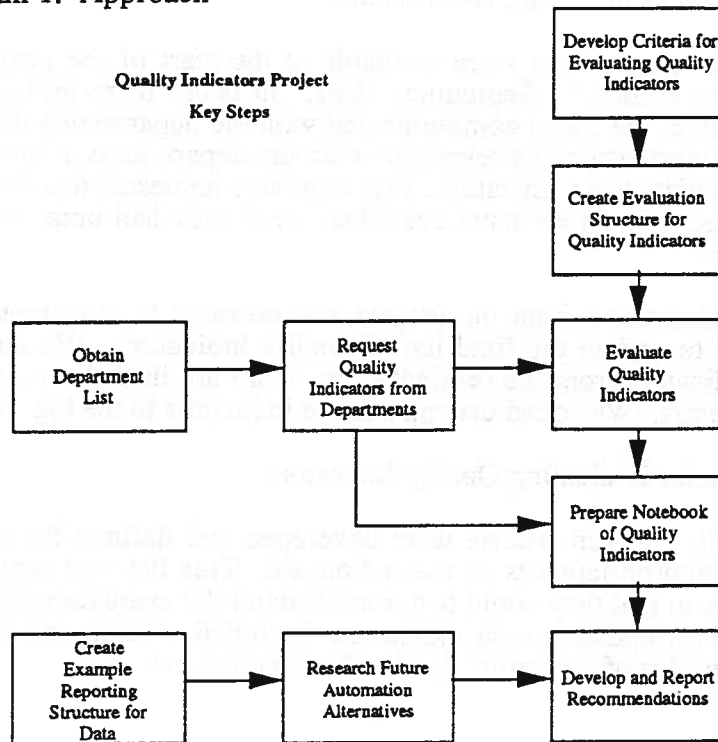 Approach
Quality Indicators Project
Key Steps
Develop Criteria for
Evaluating Quality
Indicators
Create Evaluation
Structure for
Quality Indicators
Obtain
Department
List
Request
Quality
Indicators from
Departments
Evaluate
Quality
Indicators
Prepare Notebook
of Quality
Indicators
Create
Example
Reporting
Structure for
Data
Research Future
Automation
Alternatives
Develop and Report
Recommendations